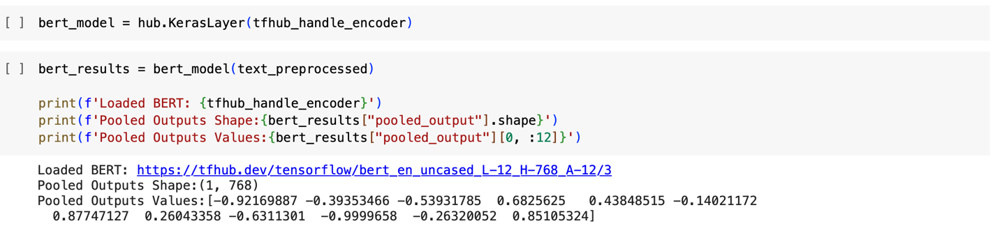 [ ] bert_model = hub.KerasLayer(tfhub_handle_encoder)
[ ] bert_results = bert_model(text_preprocessed)
print(f'Loaded BERT: {tfhub_handle_encoder}')
print(f'Pooled Outputs Shape:{bert_results["pooled_output"].shape}')
print(f'Pooled Outputs Values:{bert_results["pooled_output"][0, :12]}')
Loaded BERT: https://tfhub.dev/tensorflow/bert_en_uncased_L-12_H-768_A-12/3
Pooled Outputs Shape:(1, 768)
Pooled Outputs Values:[-0.92169887 -0.39353466 -0.53931785  0.6825625   0.43848515 -0.14021172
  0.87747127  0.26043358 -0.6311301  -0.9999658  -0.26320052  0.85105324]